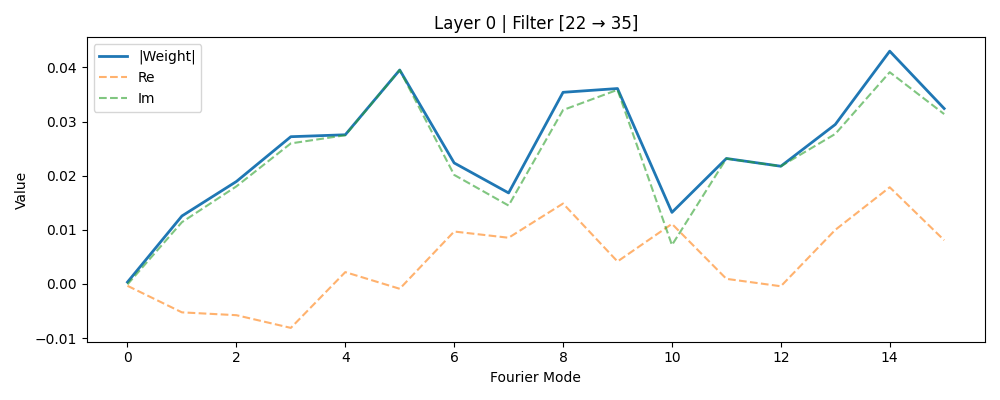 Layer 0 | Filter [22 → 35]
|Weight|
Re
Im
Value
0.04
0.03
0.02
0.01
0.00
−0.01
0 2 4 6 8 10 12 14
Fourier Mode